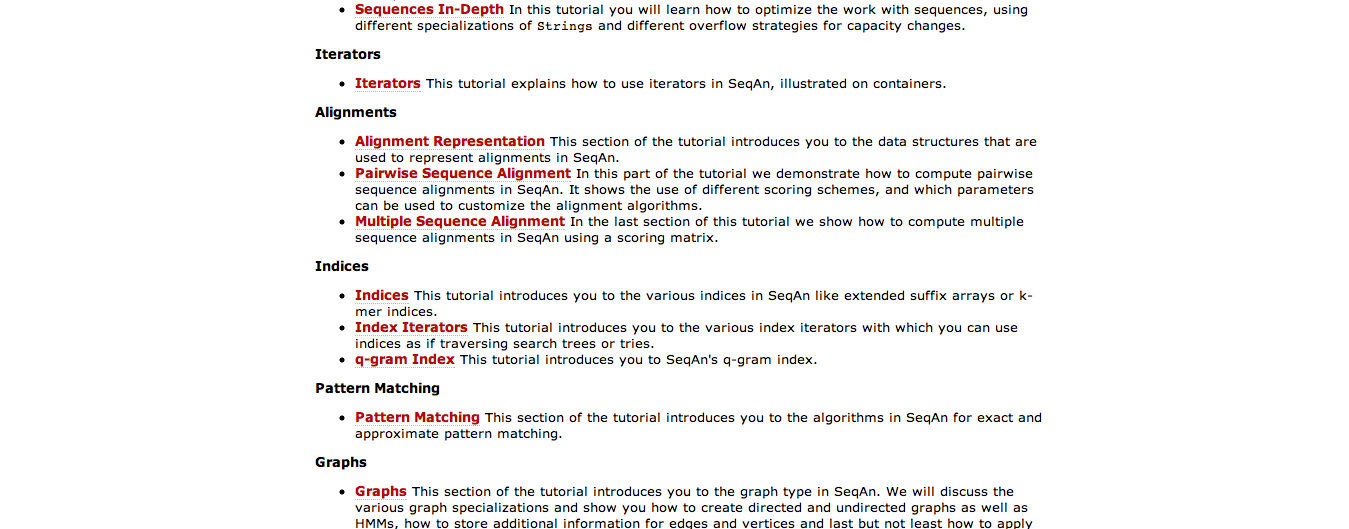 Sequences In-Depth In this tutorial you will learn how to optimize the work with sequences, using
different specializations of Strings and different overflow strategies for capacity changes.
Iterators
Iterators This tutorial explains how to use iterators in SeqAn, illustrated on containers.
Alignments
Alignment Representation This section of the tutorial introduces you to the data structures that are
used to represent alignments in SeqAn.
Pairwise Sequence Alignment In this part of the tutorial we demonstrate how to compute pairwise
sequence alignments in SeqAn. It shows the use of different scoring schemes, and which parameters
can be used to customize the alignment algorithms.
Multiple Sequence Alignment In the last section of this tutorial we show how to compute multiple
sequence alignments in SeqAn using a scoring matrix.
Indices
Indices This tutorial introduces you to the various indices in SeqAn like extended suffix arrays or k-
mer indices.
Index Iterators This tutorial introduces you to the various index iterators with which you can use
indices as if traversing search trees or tries.
q-gram Index This tutorial introduces you to SeqAn's q-gram index.
Pattern Matching
Pattern Matching This section of the tutorial introduces you to the algorithms in SeqAn for exact and
approximate pattern matching.
Graphs
Graphs This section of the tutorial introduces you to the graph type in SeqAn. We will discuss the
various graph specializations and show you how to create directed and undirected graphs as well as
HMMs, how to store additional information for edges and vertices and last but not least how to apply